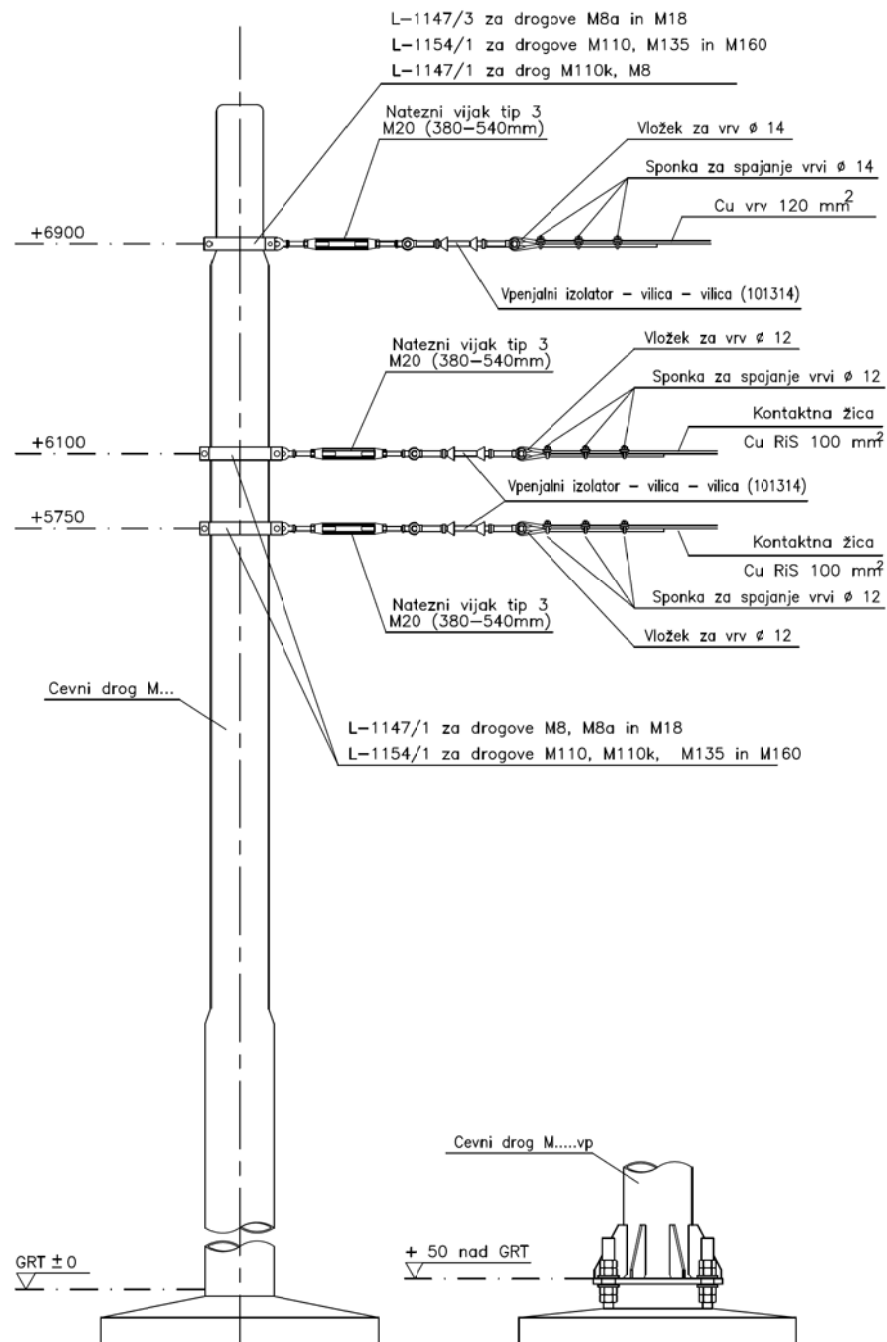 L-1147/3 za drogove M8a in M18
L-1154/1 za drogove M110, M135 in M160
L-1147/1 za drog M110k, M8
Natezni vijak tip 3
M20 (380-540mm)
Vložek za vrv ø 14
Sponka za spajanje vrvi ø 14
Cu vrv 120 mm²
+6900
Vpenjalni izolator - vilica - vilica (101314)
Natezni vijak tip 3
M20 (380-540mm)
Vložek za vrv ø 12
Sponka za spajanje vrvi ø 12
Kontaktna žica
Cu RiS 100 mm²
+6100
Vpenjalni izolator - vilica - vilica (101314)
+5750
Kontaktna žica
Cu RiS 100 mm²
Natezni vijak tip 3
M20 (380-540mm)
Sponka za spajanje vrvi ø 12
Vložek za vrv ø 12
Cevni drog M...
L-1147/1 za drogove M8, M8a in M18
L-1154/1 za drogove M110, M110k, M135 in M160
Cevni drog M.....vp
GRT ±0
+ 50 nad GRT